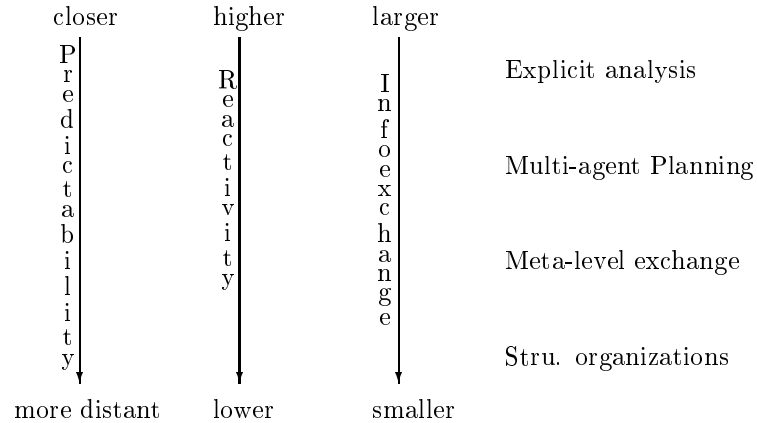 closer
higher
larger
Predictability
Reactivity
Infoexchange
Explicit analysis
Multi-agent Planning
Meta-level exchange
Stru. organizations
more distant
lower
smaller